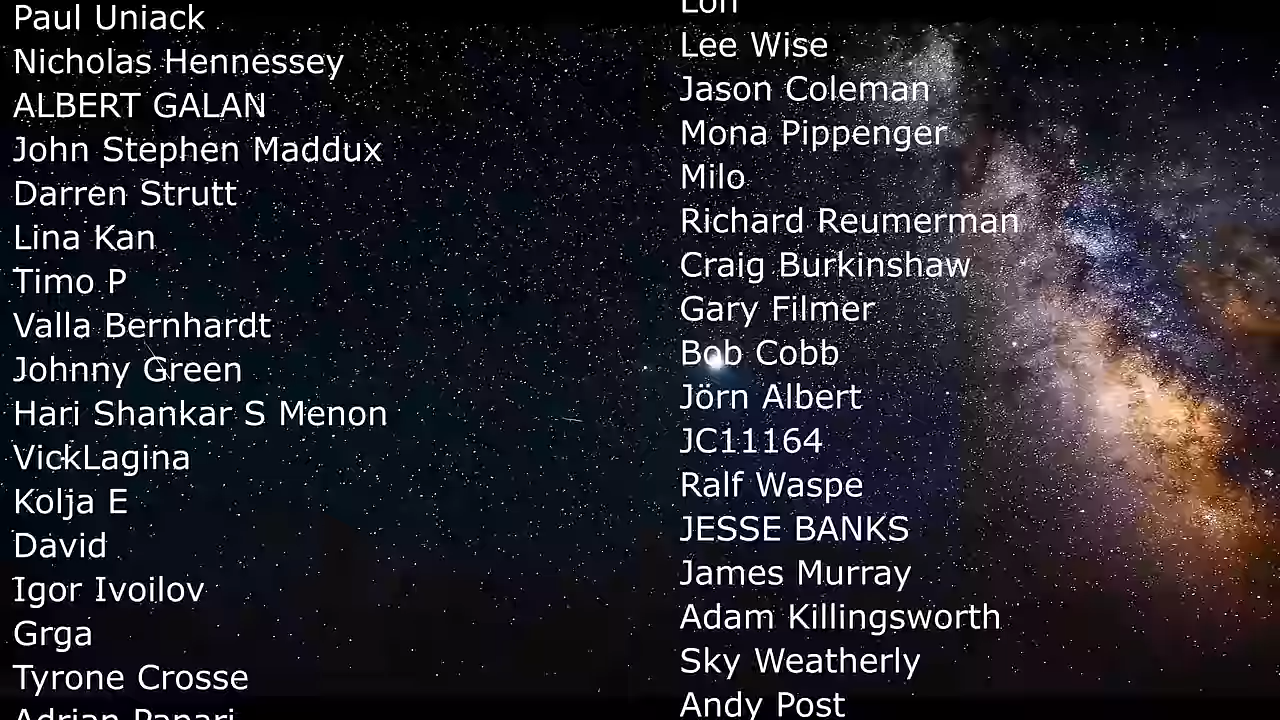 Paul Uniack
Nicholas Hennessey
ALBERT GALAN
John Stephen Maddux
Darren Strutt
Lina Kan
Timo P
Valla Bernhardt
Johnny Green
Hari Shankar S Menon
VickLagina
Kolja E
David
Igor Ivoilov
Grga
Tyrone Crosse
Adrian
Lee Wise
Jason Coleman
Mona Pippenger
Milo
Richard Reumerman
Craig Burkinshaw
Gary Filmer
Bob Cobb
Jörn Albert
JC11164
Ralf Waspe
JESSE BANKS
James Murray
Adam Killingsworth
Sky Weatherly
Andy Post